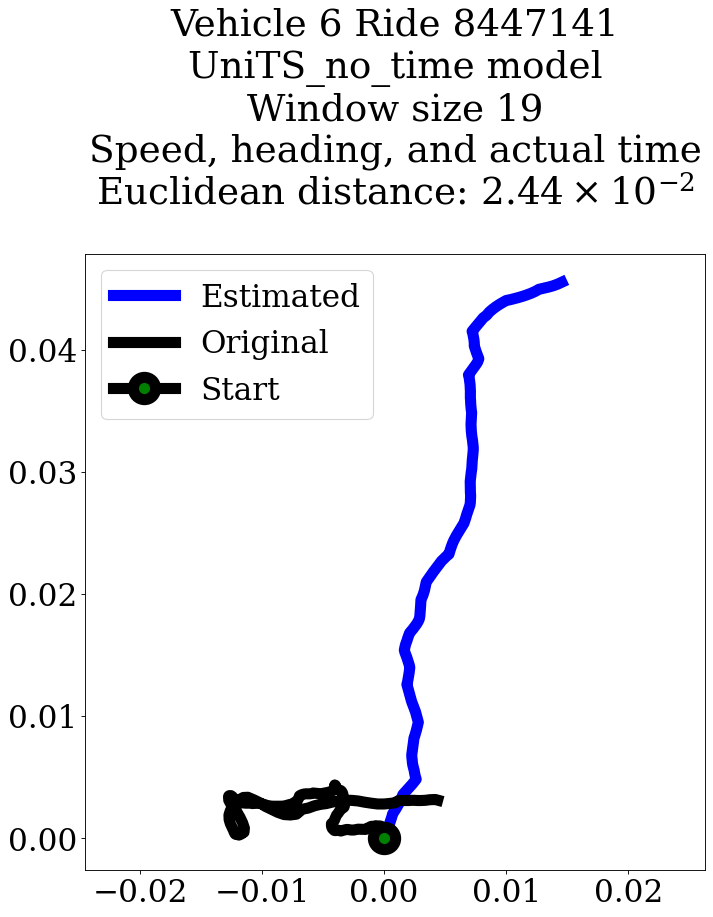 Vehicle 6 Ride 8447141
UniTS_no_time model
Window size 19
Speed, heading, and actual time
Euclidean distance: 2.44 × 10⁻²
Estimated
Original
Start
0.04
0.03
0.02
0.01
0.00
−0.02 −0.01 0.00 0.01 0.02